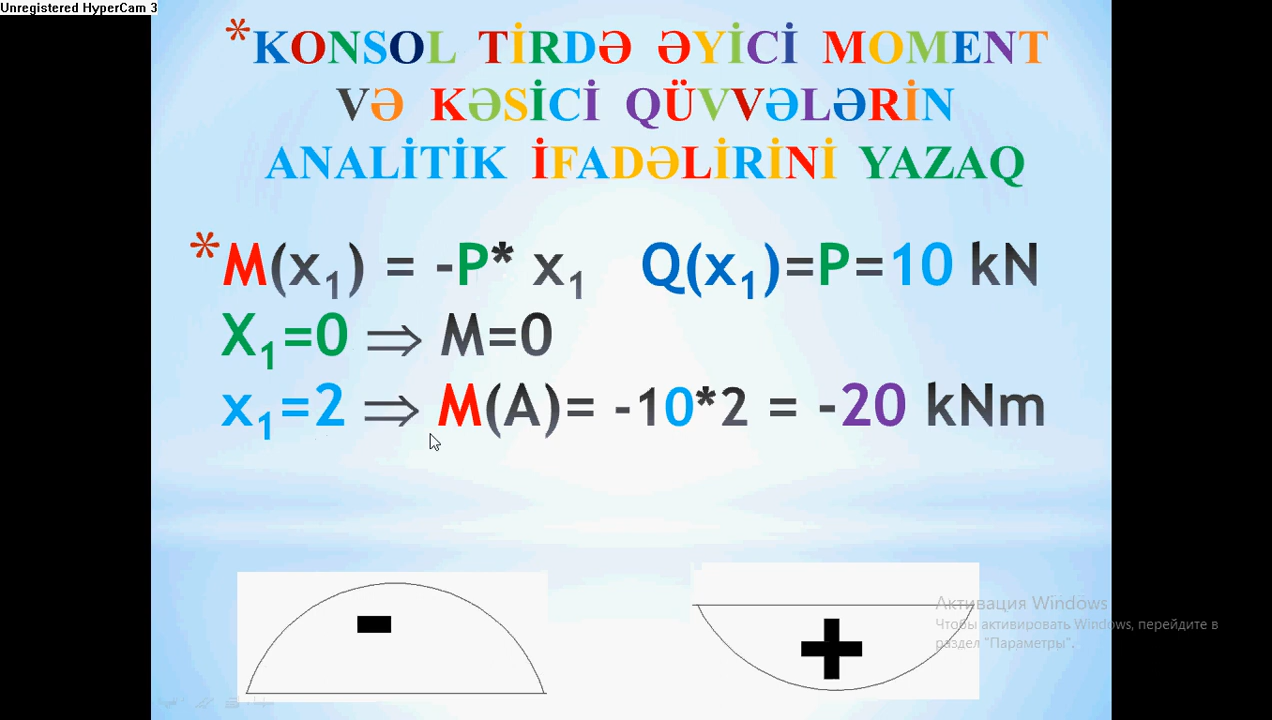 Unregistered HyperCam 3
*KONSOL TİRDƏ ƏYİCİ MOMENT
VƏ KƏSİCİ QÜVVƏLƏRİN
ANALİTİK İFADƏLİRİNİ YAZAQ
*M(x₁) = -P* x₁ Q(x₁)=P=10 kN
X₁=0 ⇒ M=0
x₁=2 ⇒ M(A)= -10*2 = -20 kNm
- +
Активация Windows
Чтобы активировать Windows, перейдите в
раздел "Параметры".